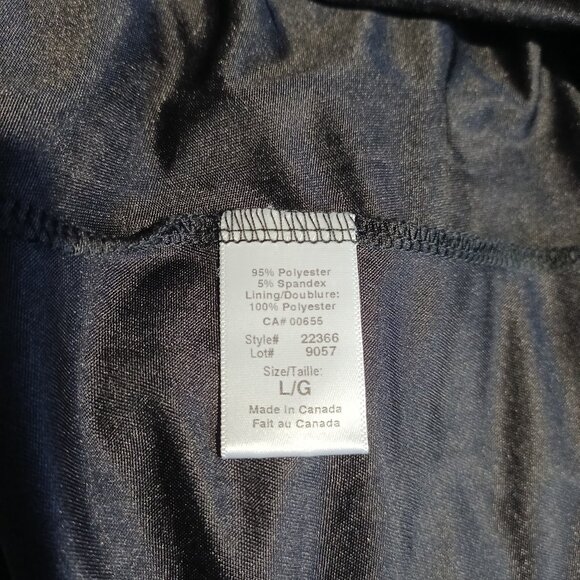 95% Polyester
5% Spandex
Lining/Doublure:
100% Polyester
CA# 00655
Style# 22366
Lot# 9057
Size/Taille:
L/G
Made In Canada
Fait au Canada